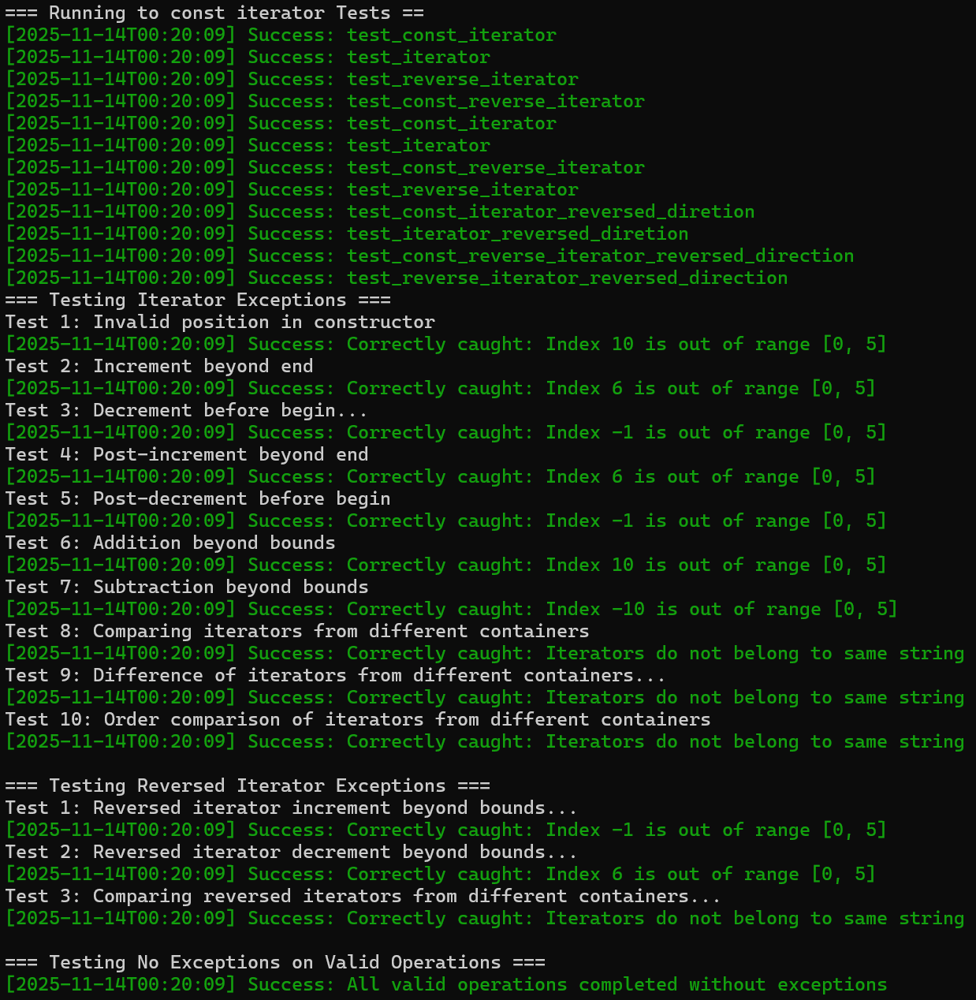 === Running to const iterator Tests ==
[2025-11-14T00:20:09] Success: test_const_iterator
[2025-11-14T00:20:09] Success: test_iterator
[2025-11-14T00:20:09] Success: test_reverse_iterator
[2025-11-14T00:20:09] Success: test_const_reverse_iterator
[2025-11-14T00:20:09] Success: test_const_iterator
[2025-11-14T00:20:09] Success: test_iterator
[2025-11-14T00:20:09] Success: test_const_reverse_iterator
[2025-11-14T00:20:09] Success: test_reverse_iterator
[2025-11-14T00:20:09] Success: test_const_iterator_reversed_diretion
[2025-11-14T00:20:09] Success: test_iterator_reversed_diretion
[2025-11-14T00:20:09] Success: test_const_reverse_iterator_reversed_direction
[2025-11-14T00:20:09] Success: test_reverse_iterator_reversed_direction
=== Testing Iterator Exceptions ===
Test 1: Invalid position in constructor
[2025-11-14T00:20:09] Success: Correctly caught: Index 10 is out of range [0, 5]
Test 2: Increment beyond end
[2025-11-14T00:20:09] Success: Correctly caught: Index 6 is out of range [0, 5]
Test 3: Decrement before begin...
[2025-11-14T00:20:09] Success: Correctly caught: Index -1 is out of range [0, 5]
Test 4: Post-increment beyond end
[2025-11-14T00:20:09] Success: Correctly caught: Index 6 is out of range [0, 5]
Test 5: Post-decrement before begin
[2025-11-14T00:20:09] Success: Correctly caught: Index -1 is out of range [0, 5]
Test 6: Addition beyond bounds
[2025-11-14T00:20:09] Success: Correctly caught: Index 10 is out of range [0, 5]
Test 7: Subtraction beyond bounds
[2025-11-14T00:20:09] Success: Correctly caught: Index -10 is out of range [0, 5]
Test 8: Comparing iterators from different containers
[2025-11-14T00:20:09] Success: Correctly caught: Iterators do not belong to same string
Test 9: Difference of iterators from different containers...
[2025-11-14T00:20:09] Success: Correctly caught: Iterators do not belong to same string
Test 10: Order comparison of iterators from different containers
[2025-11-14T00:20:09] Success: Correctly caught: Iterators do not belong to same string
=== Testing Reversed Iterator Exceptions ===
Test 1: Reversed iterator increment beyond bounds...
[2025-11-14T00:20:09] Success: Correctly caught: Index -1 is out of range [0, 5]
Test 2: Reversed iterator decrement beyond bounds...
[2025-11-14T00:20:09] Success: Correctly caught: Index 6 is out of range [0, 5]
Test 3: Comparing reversed iterators from different containers...
[2025-11-14T00:20:09] Success: Correctly caught: Iterators do not belong to same string
=== Testing No Exceptions on Valid Operations ===
[2025-11-14T00:20:09] Success: All valid operations completed without exceptions